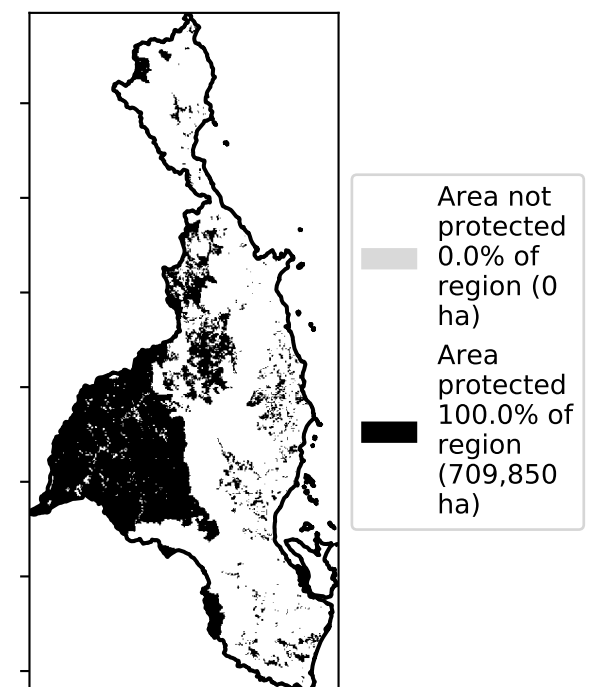 Area not
protected
0.0% of
region (0
ha)
Area
protected
100.0% of
region
(709,850
ha)